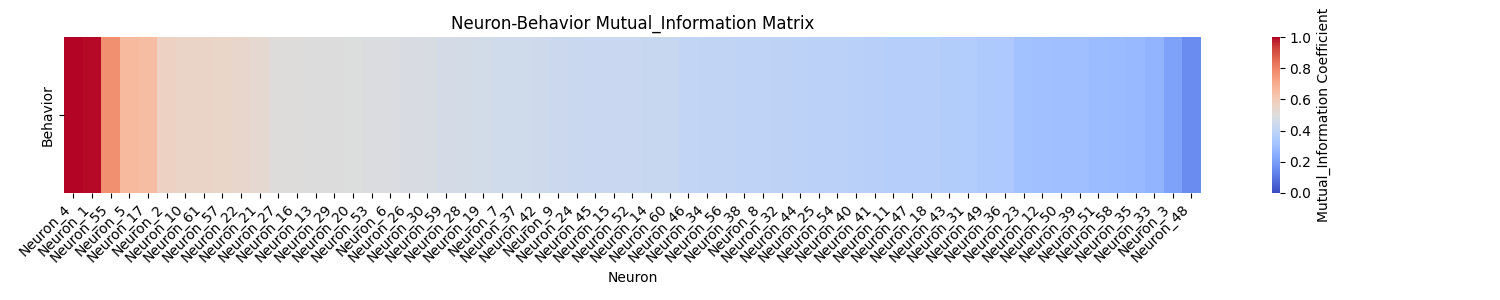 Neuron-Behavior Mutual_Information Matrix
Behavior
Neuron_4
Neuron_1
Neuron_55
Neuron_5
Neuron_17
Neuron_2
Neuron_10
Neuron_61
Neuron_57
Neuron_22
Neuron_21
Neuron_27
Neuron_16
Neuron_13
Neuron_29
Neuron_20
Neuron_53
Neuron_6
Neuron_26
Neuron_30
Neuron_59
Neuron_28
Neuron_19
Neuron_7
Neuron_37
Neuron_42
Neuron_9
Neuron_24
Neuron_45
Neuron_15
Neuron_52
Neuron_14
Neuron_60
Neuron_46
Neuron_34
Neuron_56
Neuron_38
Neuron_8
Neuron_32
Neuron_44
Neuron_25
Neuron_54
Neuron_40
Neuron_41
Neuron_11
Neuron_47
Neuron_18
Neuron_43
Neuron_31
Neuron_49
Neuron_36
Neuron_23
Neuron_12
Neuron_50
Neuron_39
Neuron_51
Neuron_58
Neuron_35
Neuron_33
Neuron_3
Neuron_48
Neuron
1.0
0.8
0.6
0.4
0.2
0.0
Mutual_Information Coefficient